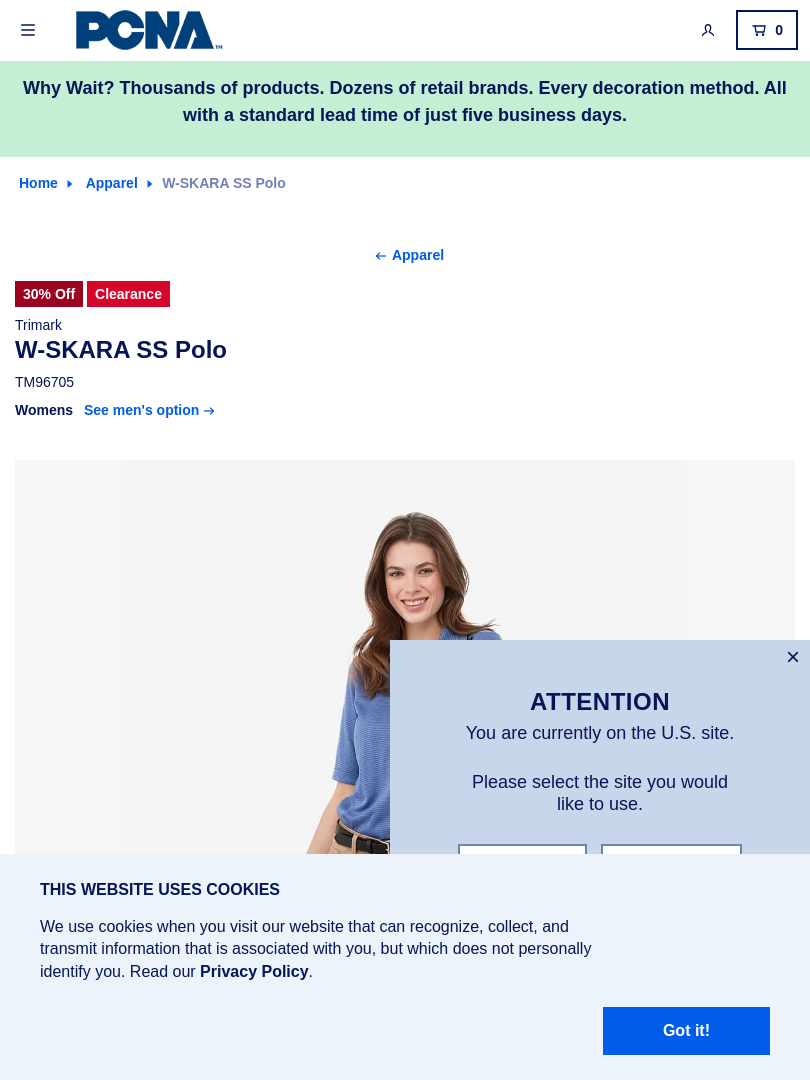 PCNA™
0
Why Wait? Thousands of products. Dozens of retail brands. Every decoration method. All
with a standard lead time of just five business days.
Home
Apparel
W-SKARA SS Polo
← Apparel
30% Off
Clearance
Trimark
W-SKARA SS Polo
TM96705
Womens See men's option →
ATTENTION
You are currently on the U.S. site.
Please select the site you would
like to use.
THIS WEBSITE USES COOKIES
We use cookies when you visit our website that can recognize, collect, and
transmit information that is associated with you, but which does not personally
identify you. Read our Privacy Policy.
Got it!